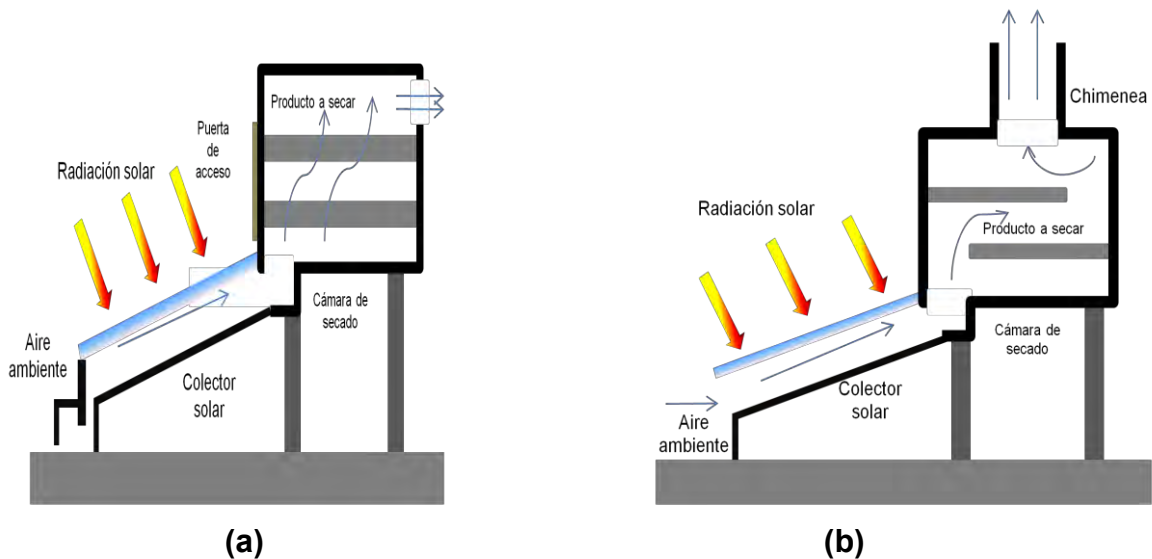 Producto a secar
Puerta
de
acceso
Radiación solar
Aire
ambiente
Colector
solar
Cámara de
secado
(a)
Chimenea
Radiación solar
Producto a secar
Aire
ambiente
Colector
solar
Cámara de
secado
(b)